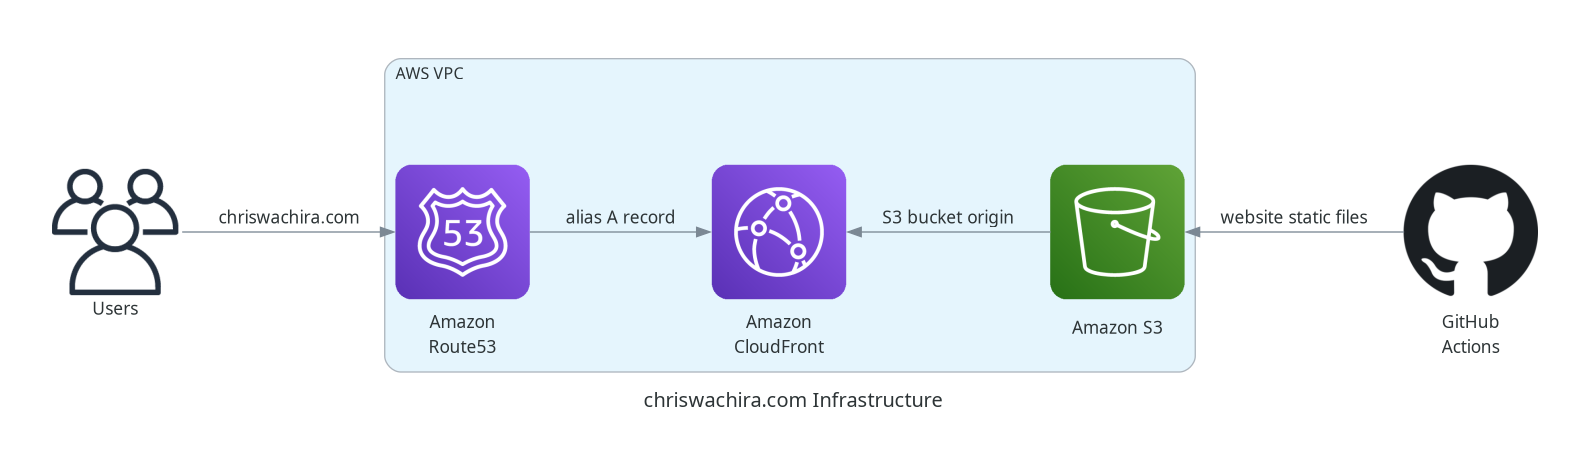 AWS VPC
chriswachira.com
alias A record
S3 bucket origin
website static files
53
Users
Amazon
Route53
Amazon
CloudFront
Amazon S3
GitHub
Actions
chriswachira.com Infrastructure